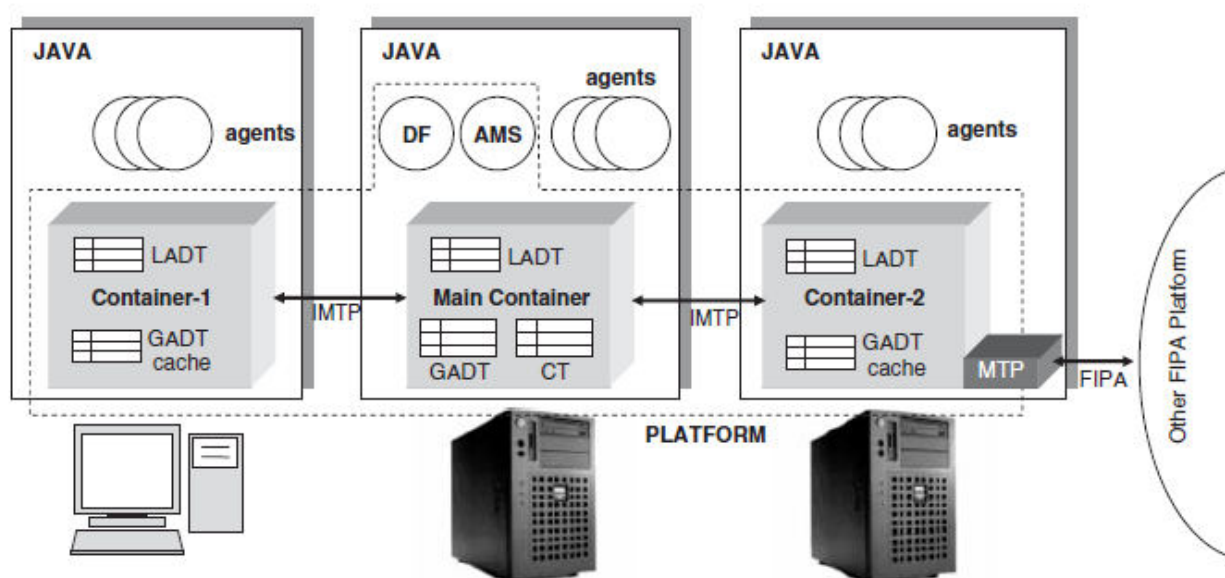 JAVA
agents
LADT
Container-1
GADT
cache
IMTP
JAVA
agents
DF
AMS
LADT
Main Container
GADT
CT
IMTP
JAVA
agents
LADT
Container-2
GADT
cache
MTP
FIPA
Other FIPA Platform
PLATFORM